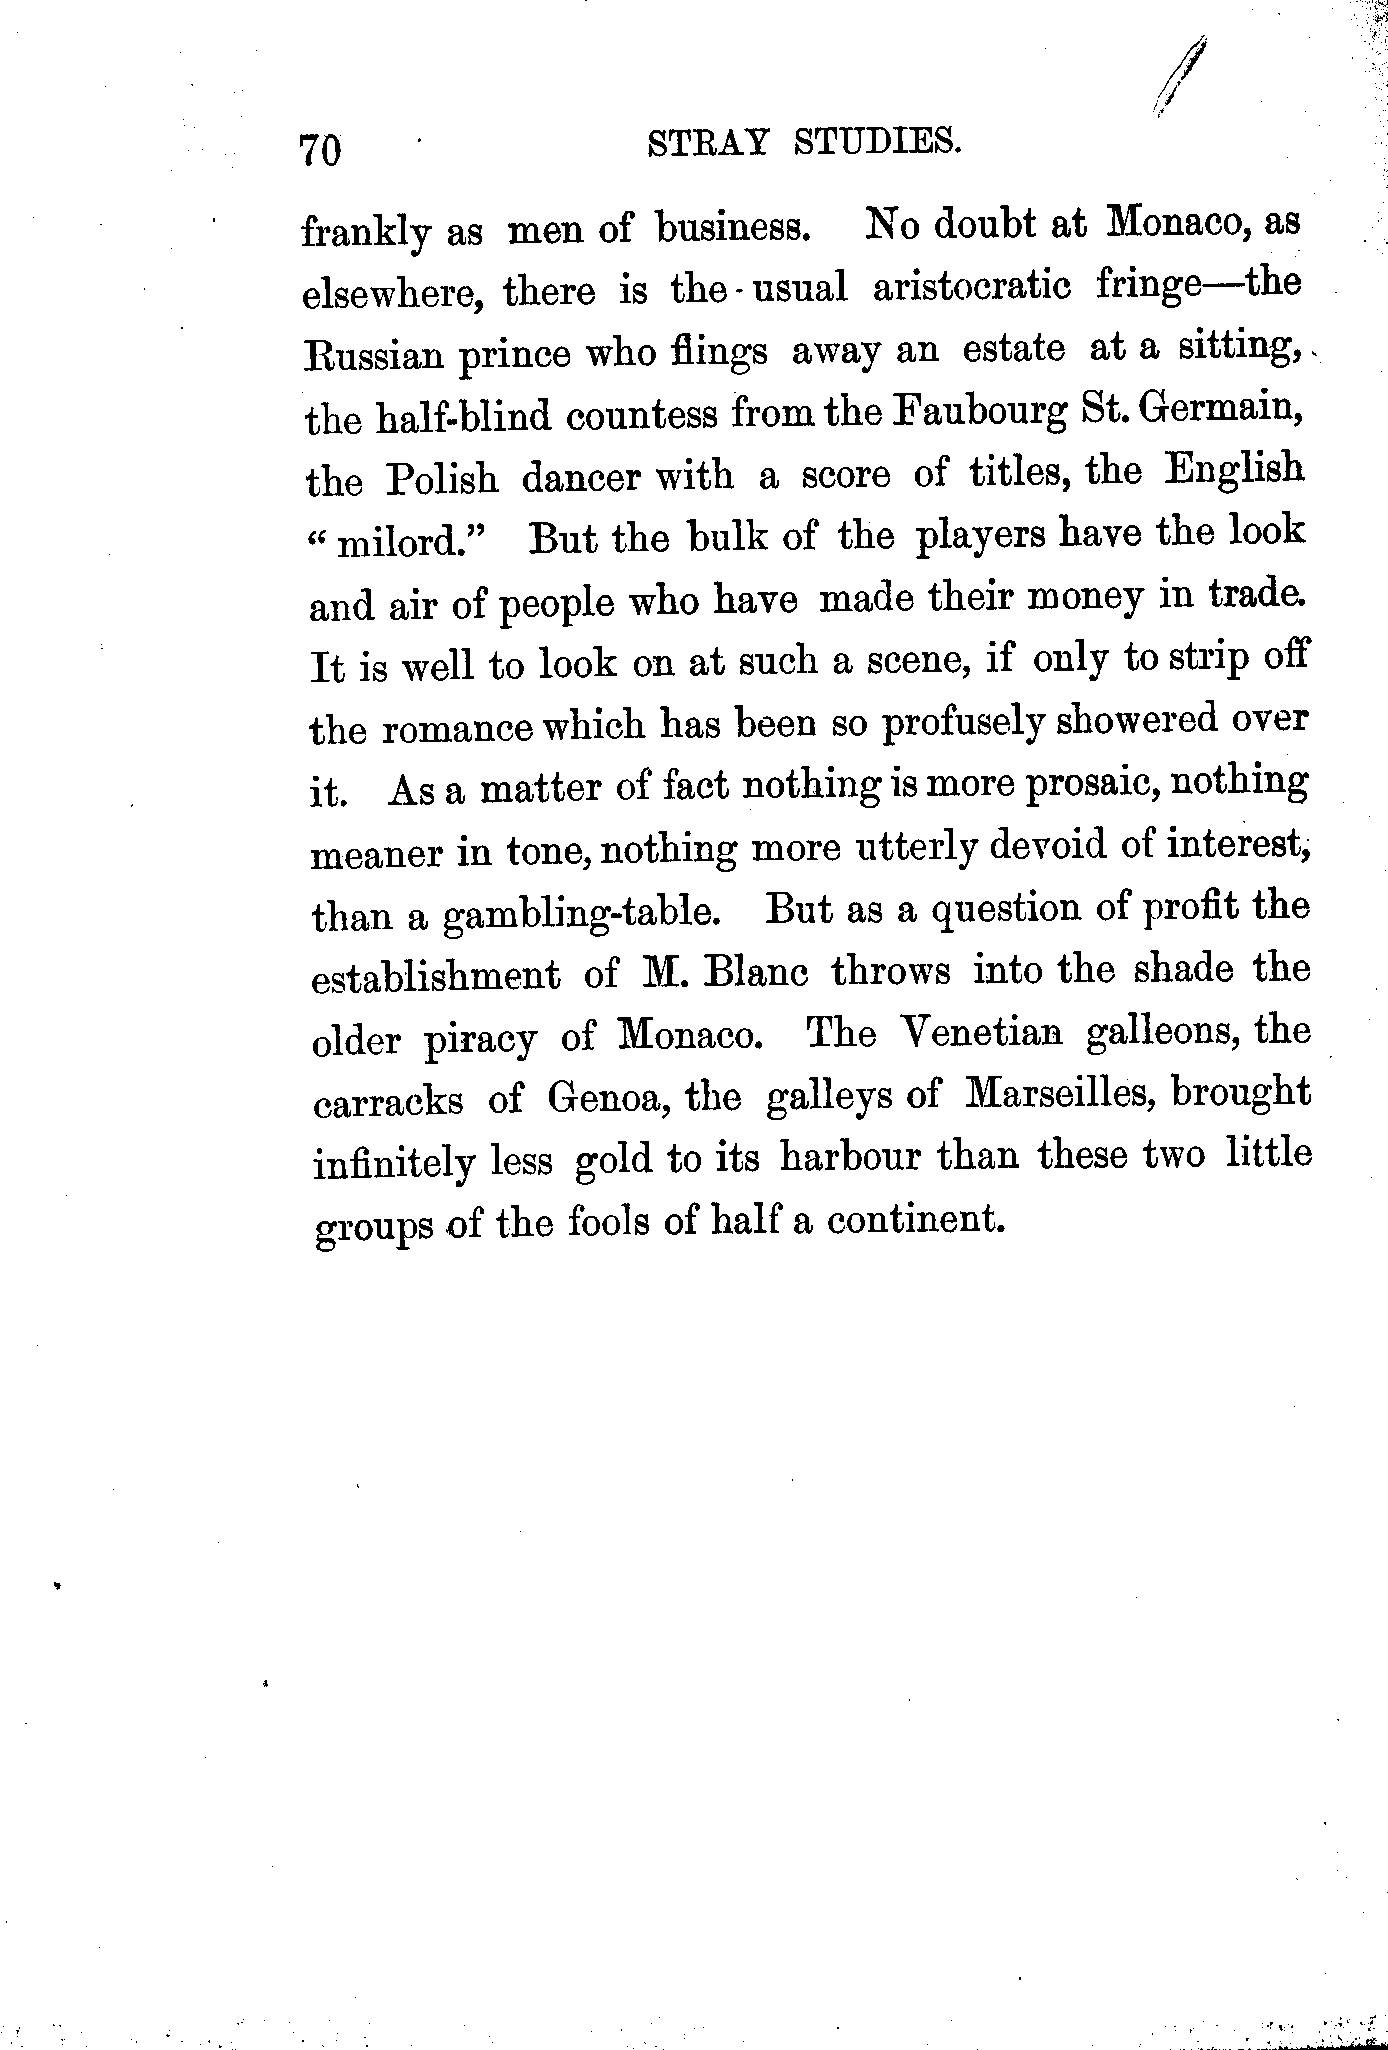 70 STRAY STUDIES.
frankly as men of business. No doubt at Monaco, as
elsewhere, there is the usual aristocratic fringe—the
Russian prince who flings away an estate at a sitting,
the half-blind countess from the Faubourg St. Germain,
the Polish dancer with a score of titles, the English
“ milord.” But the bulk of the players have the look
and air of people who have made their money in trade.
It is well to look on at such a scene, if only to strip off
the romance which has been so profusely showered over
it. As a matter of fact nothing is more prosaic, nothing
meaner in tone, nothing more utterly devoid of interest,
than a gambling-table. But as a question of profit the
establishment of M. Blanc throws into the shade the
older piracy of Monaco. The Venetian galleons, the
carracks of Genoa, the galleys of Marseilles, brought
infinitely less gold to its harbour than these two little
groups of the fools of half a continent.